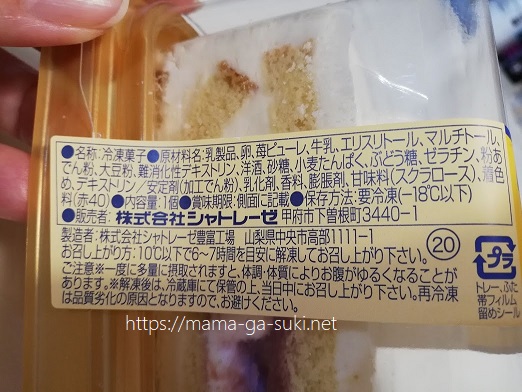 ●名称:冷凍菓子●原材料名:乳製品、卵、苺ピューレ、牛乳、エリスリトール、マルチトール、
でん粉、大豆粉、難消化性デキストリン、洋酒、砂糖、小麦たんぱく、ぶどう糖、ゼラチン、粉あ
め、デキストリン/安定剤(加工でん粉)、乳化剤、香料、膨脹剤、甘味料(スクラロース)、着色
料(赤40)●内容量:1個●賞味期限:側面に記載●保存方法:要冷凍(-18℃以下)
●販売者:株式会社シャトレーゼ 甲府市下曽根町3440-1
製造者:株式会社シャトレーゼ豊富工場 山梨県中央市高部1111-1
お召し上がり方:10℃以下で6〜7時間を目安に解凍してお召し上がり下さい。
ご注意※一度に多量に摂取されますと、体調・体質によりお腹がゆるくなることが
あります。※解凍後は、冷蔵庫にて保管の上、当日中にお召し上がり下さい。再冷凍
は品質劣化の原因となりますので、お避けください。
20
プラ
トレー、ふた
帯フィルム
留めシール
https://mama-ga-suki.net